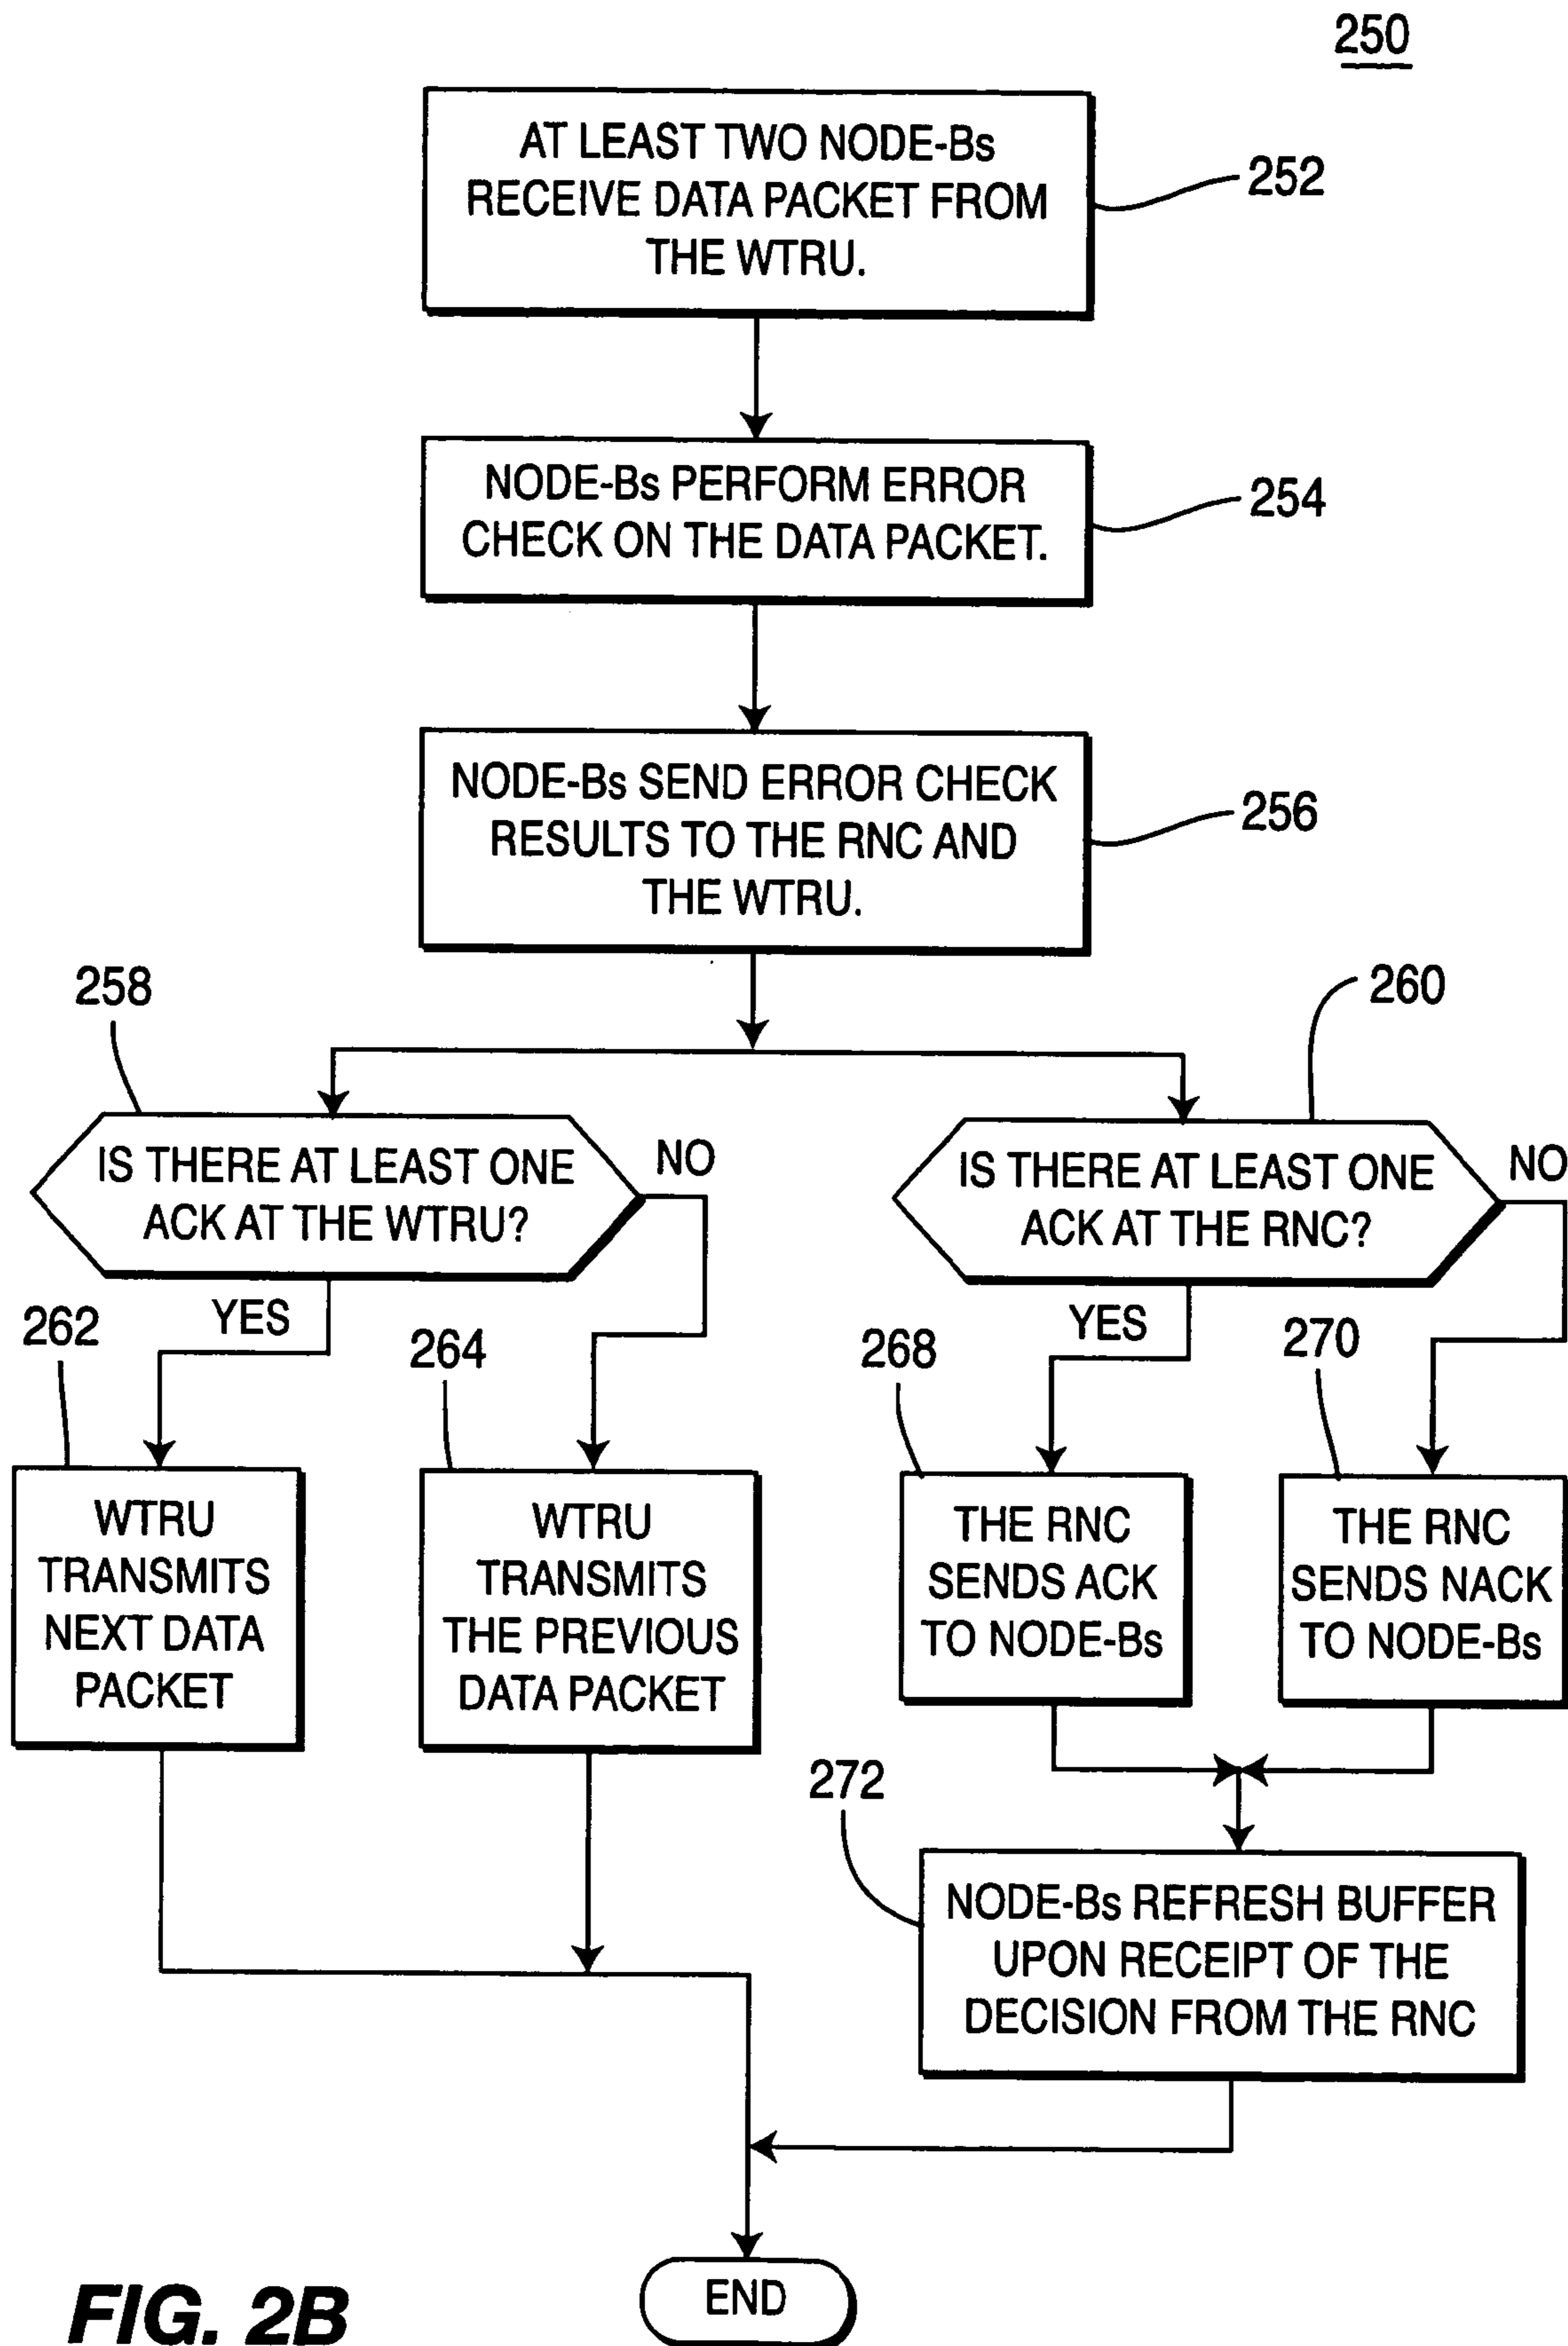 250
AT LEAST TWO NODE-Bs
RECEIVE DATA PACKET FROM
THE WTRU.
252
NODE-Bs PERFORM ERROR
CHECK ON THE DATA PACKET.
254
NODE-Bs SEND ERROR CHECK
RESULTS TO THE RNC AND
THE WTRU.
256
258
IS THERE AT LEAST ONE
ACK AT THE WTRU?
NO
YES
260
IS THERE AT LEAST ONE
ACK AT THE RNC?
NO
YES
262
WTRU
TRANSMITS
NEXT DATA
PACKET
264
WTRU
TRANSMITS
THE PREVIOUS
DATA PACKET
268
THE RNC
SENDS ACK
TO NODE-Bs
270
THE RNC
SENDS NACK
TO NODE-Bs
272
NODE-Bs REFRESH BUFFER
UPON RECEIPT OF THE
DECISION FROM THE RNC
END
FIG. 2B